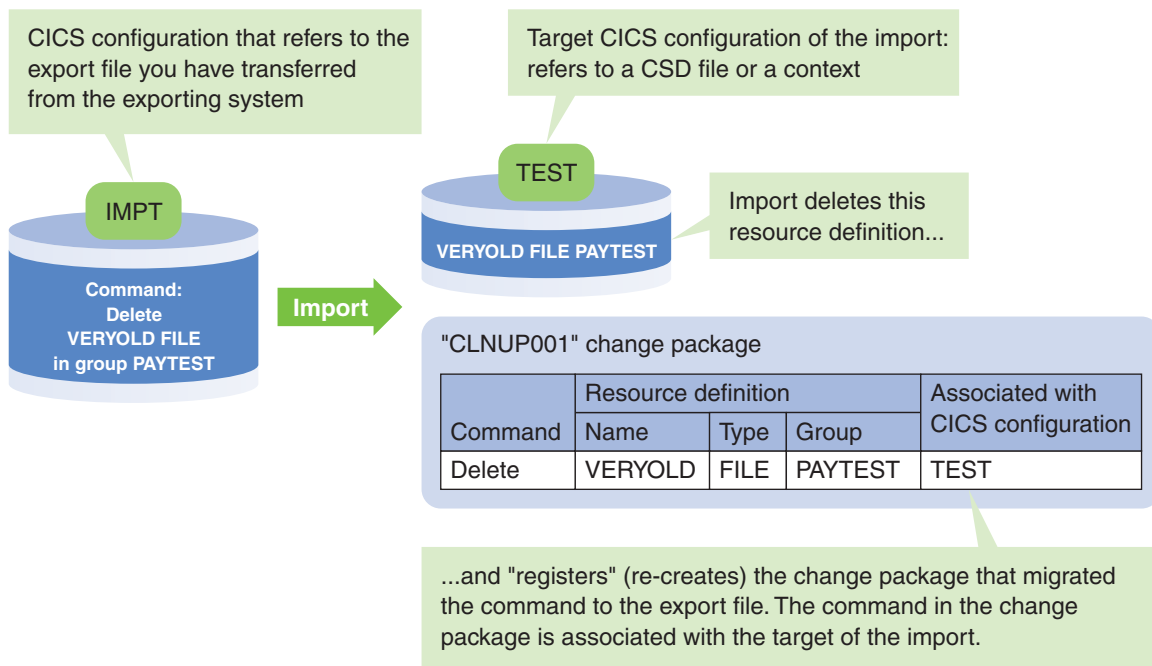 CICS configuration that refers to the
export file you have transferred
from the exporting system
Target CICS configuration of the import:
refers to a CSD file or a context
IMPT
TEST
Command:
Delete
VERYOLD FILE
in group PAYTEST
Import
VERYOLD FILE PAYTEST
Import deletes this
resource definition...
"CLNUP001" change package
Resource definition
Associated with
CICS configuration
Command Name Type Group
Delete VERYOLD FILE PAYTEST TEST
...and "registers" (re-creates) the change package that migrated
the command to the export file. The command in the change
package is associated with the target of the import.